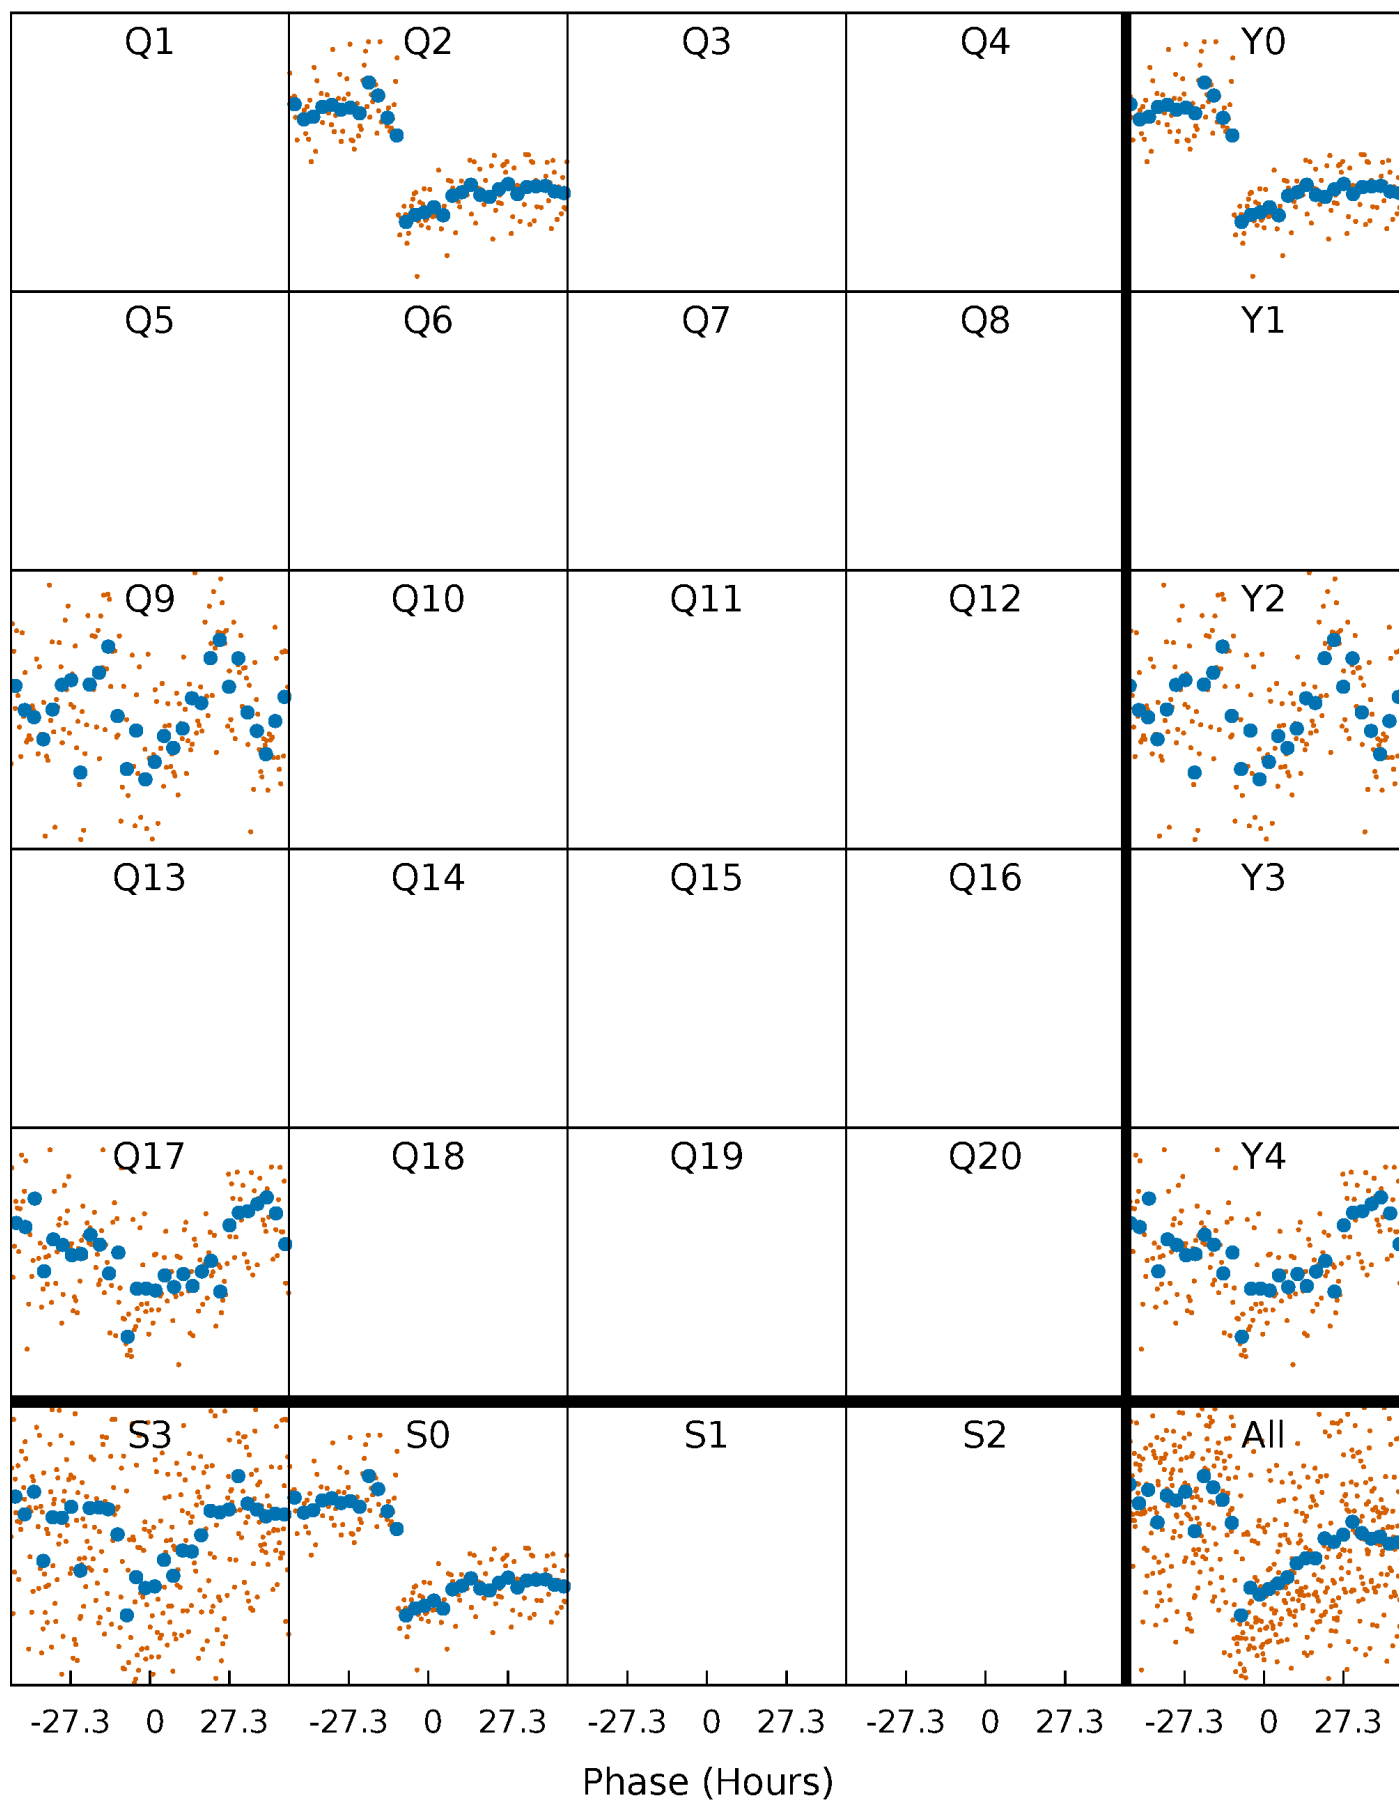 Q1 Q2 Q3 Q4 Y0
Q5 Q6 Q7 Q8 Y1
Q9 Q10 Q11 Q12 Y2
Q13 Q14 Q15 Q16 Y3
Q17 Q18 Q19 Q20 Y4
S3 S0 S1 S2 All
-27.3 0 27.3 -27.3 0 27.3 -27.3 0 27.3 -27.3 0 27.3 -27.3 0 27.3
Phase (Hours)